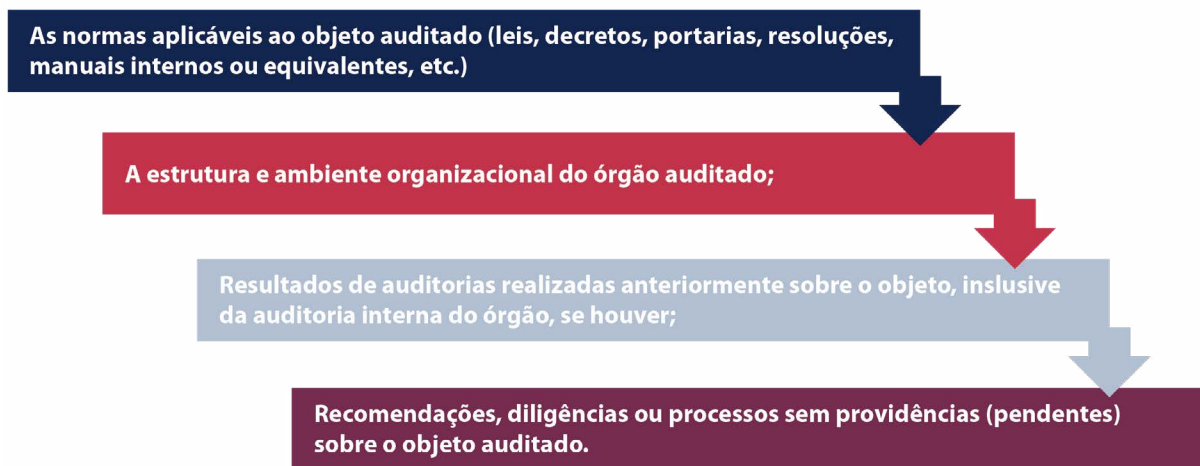 As normas aplicáveis ao objeto auditado (leis, decretos, portarias, resoluções,
manuais internos ou equivalentes, etc.)
A estrutura e ambiente organizacional do órgão auditado;
Resultados de auditorias realizadas anteriormente sobre o objeto, inslusive
da auditoria interna do órgão, se houver;
Recomendações, diligências ou processos sem providências (pendentes)
sobre o objeto auditado.